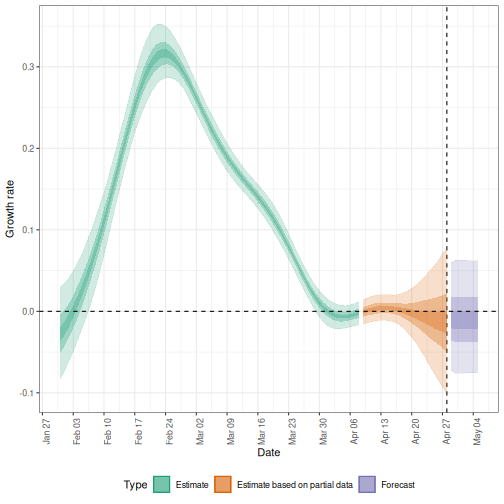 Growth rate
0.3
0.2
0.1
0.0
-0.1
Jan 27
Feb 03
Feb 10
Feb 17
Feb 24
Mar 02
Mar 09
Mar 16
Mar 23
Mar 30
Apr 06
Apr 13
Apr 20
Apr 27
May 04
Date
Type Estimate Estimate based on partial data Forecast